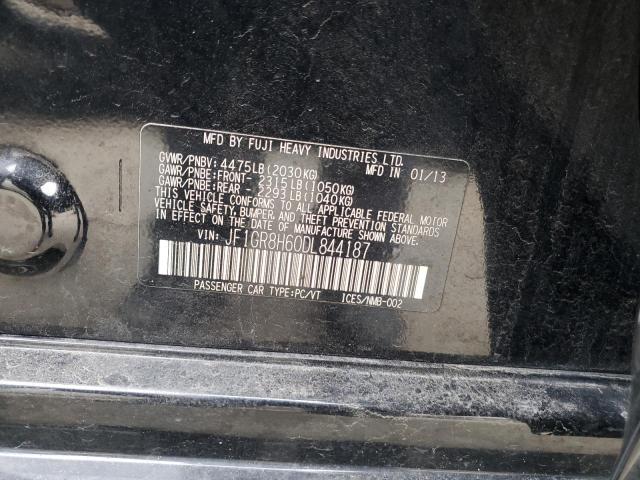 MFD BY FUJI HEAVY INDUSTRIES LTD.
GVWR/PNBV: 4475LB(2030KG) MFD IN 01/13
GAWR/PNBE:FRONT- 2315LB(1050KG)
GAWR/PNBE:REAR - 2293LB(1040KG)
THIS VEHICLE CONFORMS TO ALL APPLICABLE FEDERAL MOTOR
VEHICLE SAFETY, BUMPER, AND THEFT PREVENTION STANDARDS
IN EFFECT ON THE DATE OF MANUFACTURE SHOWN ABOVE.
VIN: JF1GR8H60DL844187
PASSENGER CAR TYPE:PC/VT ICES/NMB-002